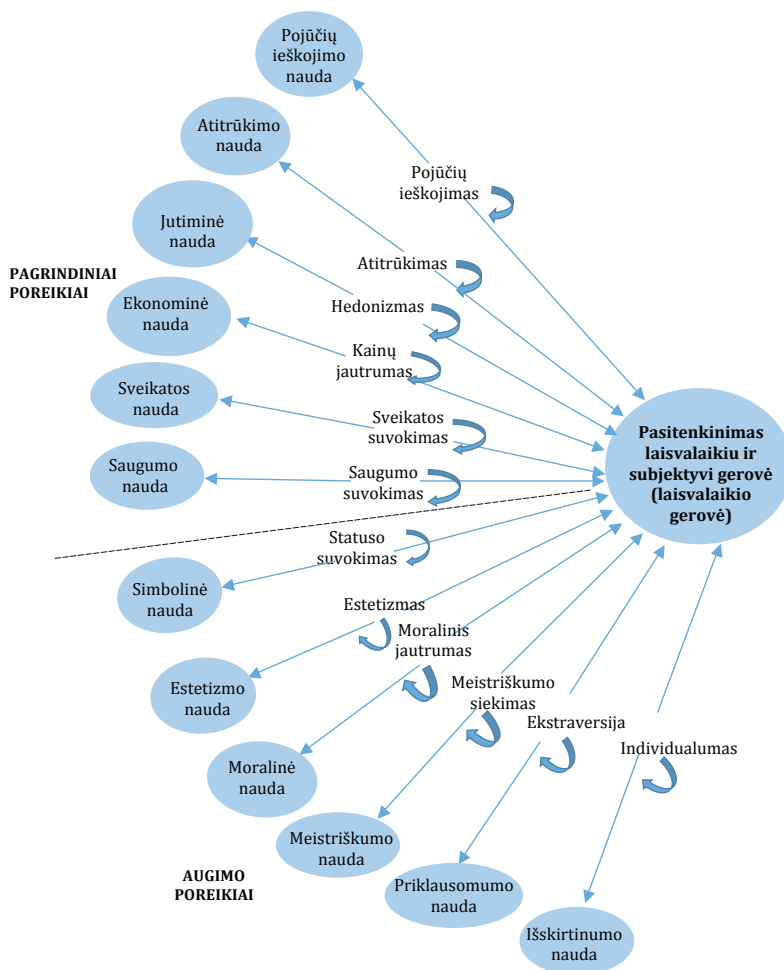 Pojūčių
ieškojimo
nauda
Atitrūkimo
nauda
Pojūčių
ieškojimas
Jutiminė
nauda
PAGRINDINIAI
POREIKIAI
Atitrūkimas
Ekonominė
nauda
Hedonizmas
Kainų
jautrumas
Sveikatos
nauda
Sveikatos
suvokimas
Pasitenkinimas
laisvalaikiu ir
subjektyvi gerovė
(laisvalaikio
gerovė)
Saugumo
nauda
Saugumo
suvokimas
Statuso
suvokimas
Simbolinė
nauda
Estetizmas
Moralinis
jautrumas
Estetizmo
nauda
Meistriškumo
siekimas
Ekstraversija
Individualumas
Moralinė
nauda
Meistriškumo
nauda
AUGIMO
POREIKIAI
Priklausomumo
nauda
Išskirtinumo
nauda